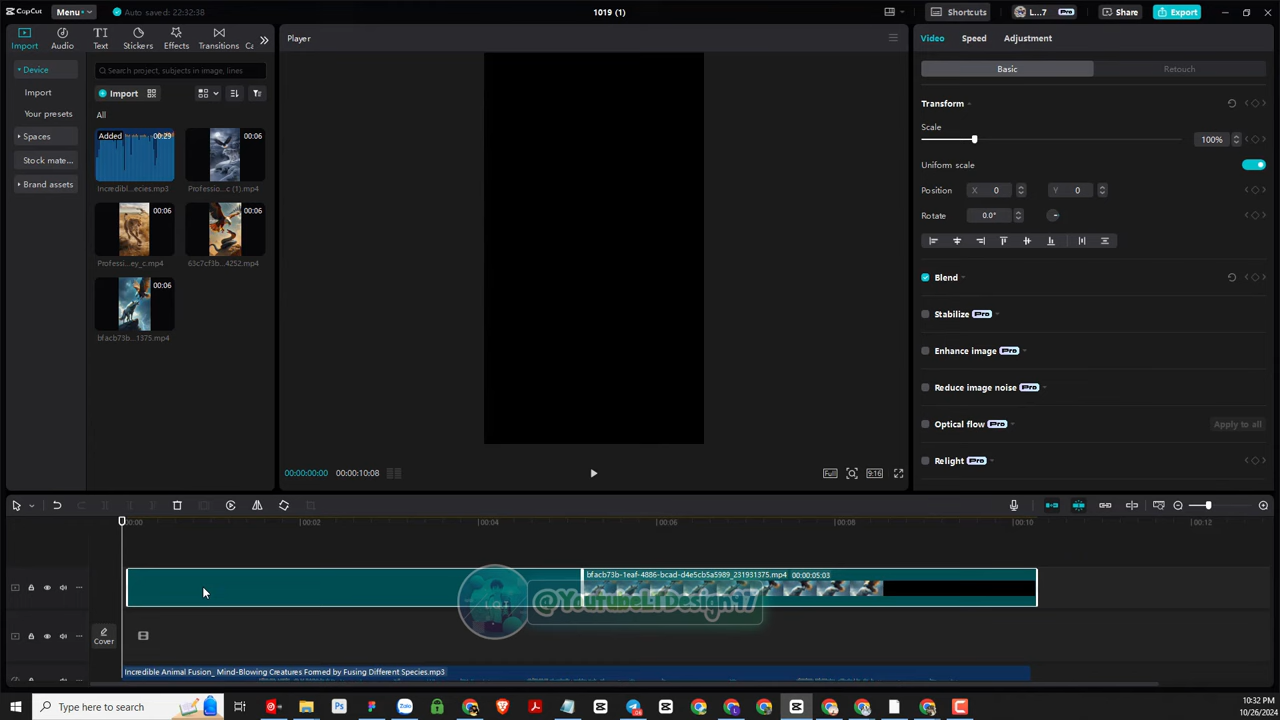 CapCut
Menu
Auto saved: 22:32:38
1019 (1)
Shortcuts
L...7
Pro
Share
Export
Import
Audio
Text
Stickers
Effects
Transitions
Player
Video
Speed
Adjustment
Device
Import
Your presets
Spaces
Stock mate...
Brand assets
Search project, subjects in image, lines
Import
All
Added
00:29
00:06
Incredibl...ecies.mp3
Professio...c (1).mp4
00:06
00:06
Professi...ey_c.mp4
63c7cf3b...4252.mp4
00:06
bfacb73b...1375.mp4
Basic
Retouch
Transform
Scale
100%
Uniform scale
Position
X
0
Y
0
Rotate
0.0°
Blend
Stabilize
Pro
Enhance image
Pro
Reduce image noise
Pro
Optical flow
Pro
Apply to all
Relight
Pro
00:00:00:00
00:00:10:08
Full
9:16
00:00
00:02
00:04
00:06
00:08
00:10
00:12
bfacb73b-1eaf-4886-bcad-d4e5cb5a5989_231931375.mp4
00:00:05:03
@YoutubeLTDesign17
Cover
Incredible Animal Fusion_ Mind-Blowing Creatures Formed by Fusing Different Species.mp3
Type here to search
10:32 PM
10/26/2024